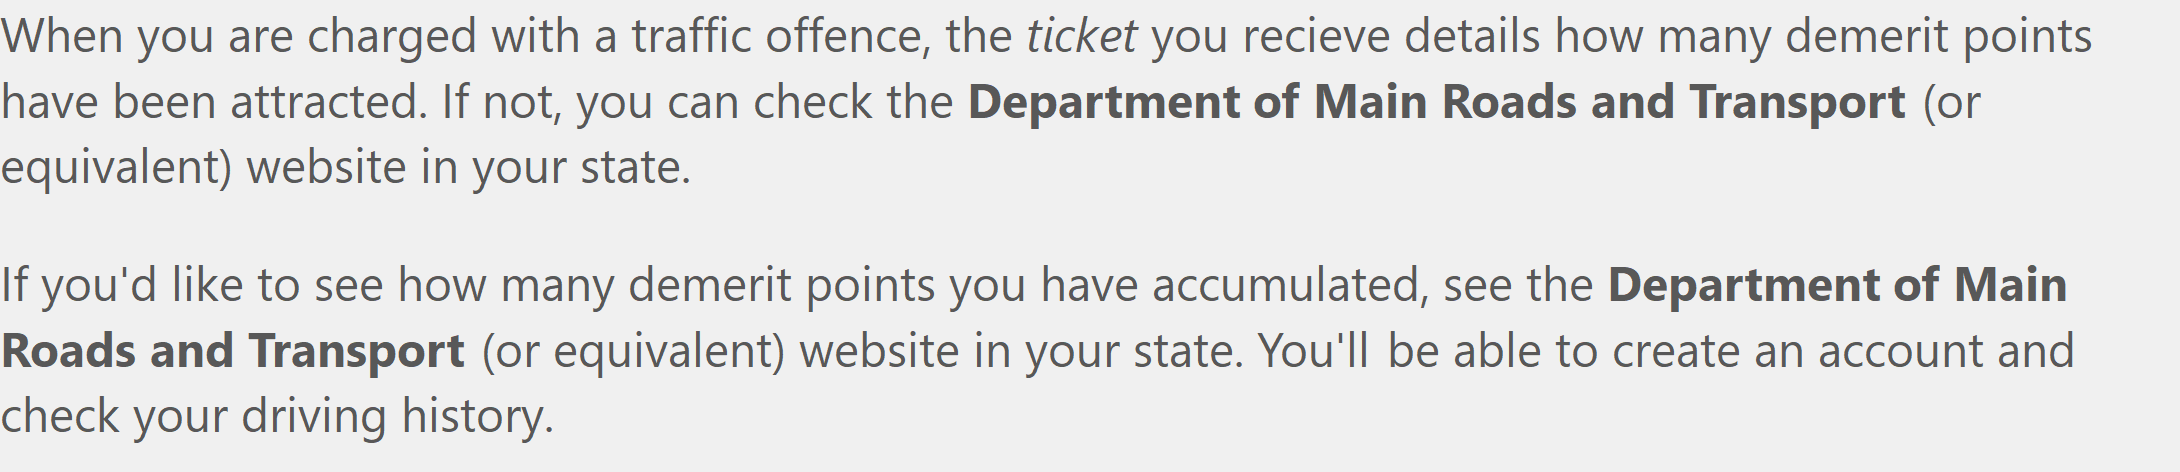 When you are charged with a traffic offence, the ticket you recieve details how many demerit points
have been attracted. If not, you can check the Department of Main Roads and Transport (or
equivalent) website in your state.
If you'd like to see how many demerit points you have accumulated, see the Department of Main
Roads and Transport (or equivalent) website in your state. You'll be able to create an account and
check your driving history.